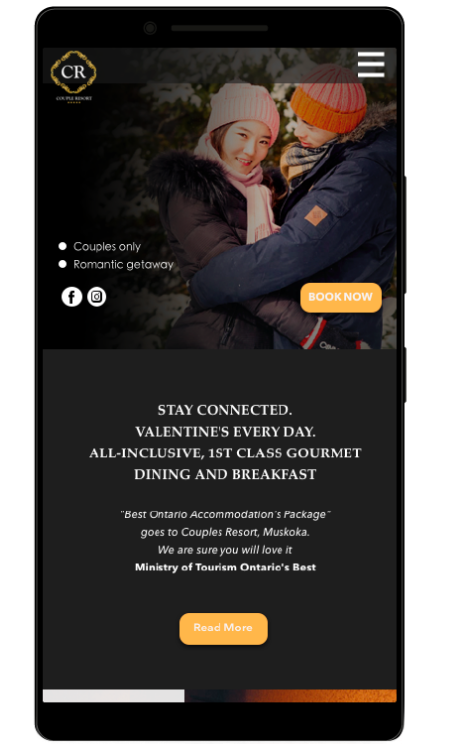 CR
COUPLE RESORT
Couples only
Romantic getaway
BOOK NOW
STAY CONNECTED.
VALENTINE'S EVERY DAY.
ALL-INCLUSIVE, 1ST CLASS GOURMET
DINING AND BREAKFAST
"Best Ontario Accommodation's Package"
goes to Couples Resort, Muskoka.
We are sure you will love it
Ministry of Tourism Ontario's Best
Read More